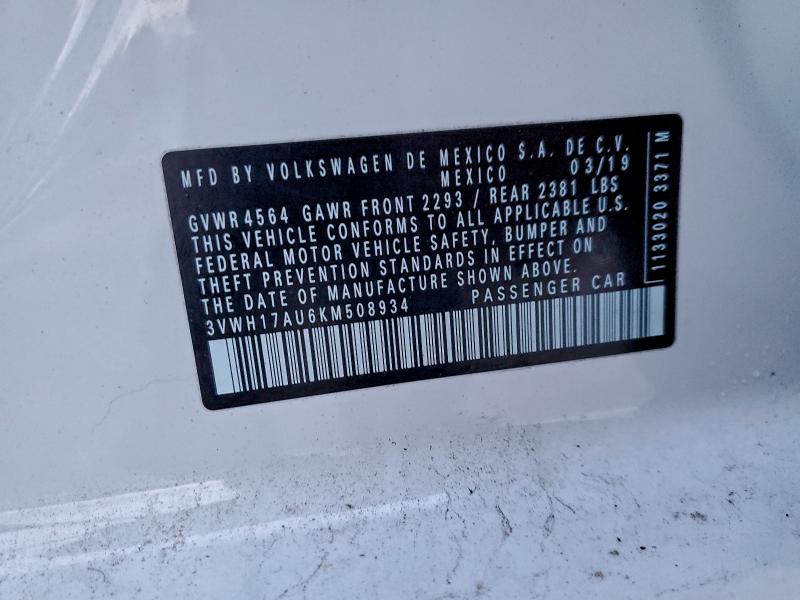 MFD BY VOLKSWAGEN DE MEXICO S.A. DE C.V.
MEXICO 03/19
GVWR 4564 GAWR FRONT 2293 / REAR 2381 LBS
THIS VEHICLE CONFORMS TO ALL APPLICABLE U.S.
FEDERAL MOTOR VEHICLE SAFETY, BUMPER AND
THEFT PREVENTION STANDARDS IN EFFECT ON
THE DATE OF MANUFACTURE SHOWN ABOVE.
3VWH17AU6KM508934 PASSENGER CAR
1133020 3371 M